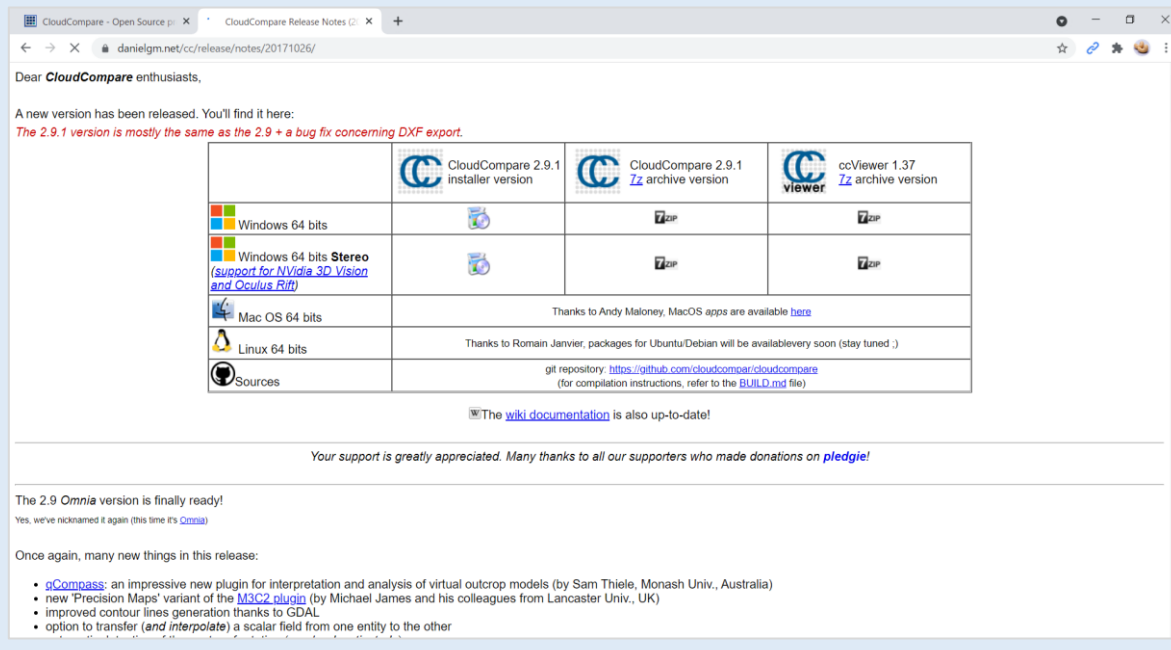 CloudCompare - Open Source p
CloudCompare Release Notes (20
danielgm.net/cc/release/notes/20171026/
Dear CloudCompare enthusiasts,
A new version has been released. You'll find it here:
The 2.9.1 version is mostly the same as the 2.9 + a bug fix concerning DXF export.
CloudCompare 2.9.1
installer version
CloudCompare 2.9.1
7z archive version
viewer
ccViewer 1.37
7z archive version
Windows 64 bits
7ZIP
7ZIP
Windows 64 bits Stereo
(support for NVidia 3D Vision
and Oculus Rift)
7ZIP
7ZIP
Mac OS 64 bits
Thanks to Andy Maloney, MacOS apps are available here
Linux 64 bits
Thanks to Romain Janvier, packages for Ubuntu/Debian will be availablevery soon (stay tuned ;)
Sources
git repository: https://github.com/cloudcompar/cloudcompare
(for compilation instructions, refer to the BUILD.md file)
W The wiki documentation is also up-to-date!
Your support is greatly appreciated. Many thanks to all our supporters who made donations on pledgie!
The 2.9 Omnia version is finally ready!
Yes, we've nicknamed it again (this time it's Omnia)
Once again, many new things in this release:
• qCompass: an impressive new plugin for interpretation and analysis of virtual outcrop models (by Sam Thiele, Monash Univ., Australia)
• new 'Precision Maps' variant of the M3C2 plugin (by Michael James and his colleagues from Lancaster Univ., UK)
• improved contour lines generation thanks to GDAL
• option to transfer (and interpolate) a scalar field from one entity to the other